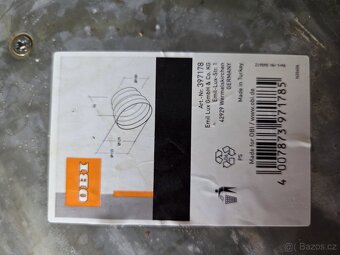 OBI
Art.-Nr. 397178
Emil Lux GmbH & Co. KG
Emil-Lux-Str. 1
42929 Wermelskirchen
GERMANY
Made in Turkey
PS
Made for OBI / www.obi.de
4 007873 971785
bazos.cz